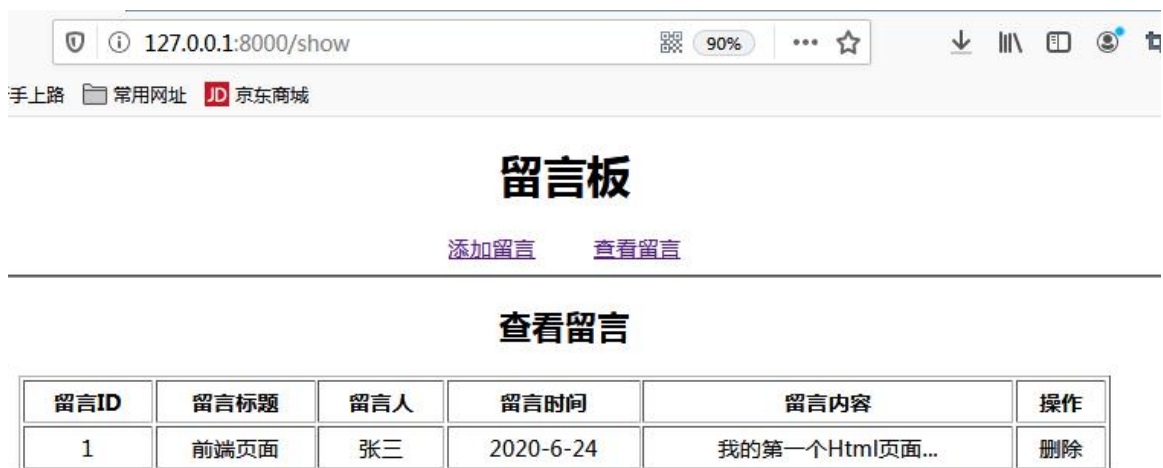 127.0.0.1:8000/show 90%
手上路 常用网址 JD 京东商城
留言板
添加留言 查看留言
查看留言
留言ID 留言标题 留言人 留言时间 留言内容 操作
1 前端页面 张三 2020-6-24 我的第一个Html页面... 删除